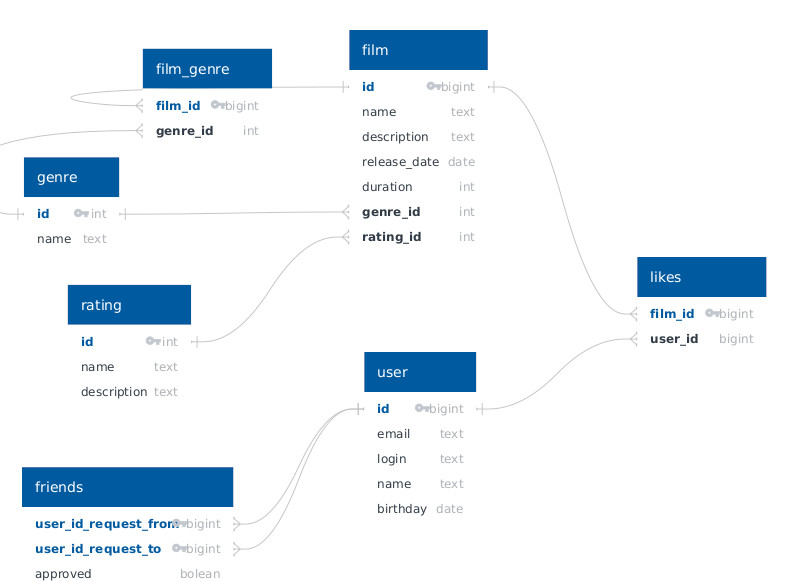 film_genre
film_id bigint
genre_id int
film
id bigint
name text
description text
release_date date
duration int
genre_id int
rating_id int
genre
id int
name text
likes
film_id bigint
user_id bigint
rating
id int
name text
description text
user
id bigint
email text
login text
name text
birthday date
friends
user_id_request_from bigint
user_id_request_to bigint
approved bolean